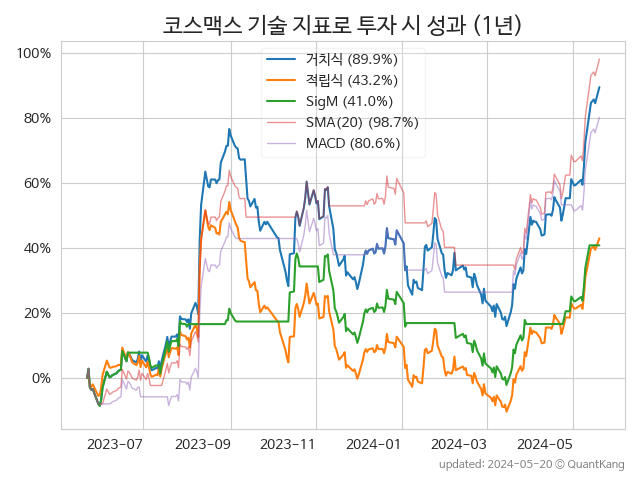 코스맥스 기술 지표로 투자 시 성과 (1년)
100%
80%
60%
40%
20%
0%
거치식 (89.9%)
적립식 (43.2%)
SigM (41.0%)
SMA(20) (98.7%)
MACD (80.6%)
2023-07
2023-09
2023-11
2024-01
2024-03
2024-05
updated: 2024-05-20 © QuantKang